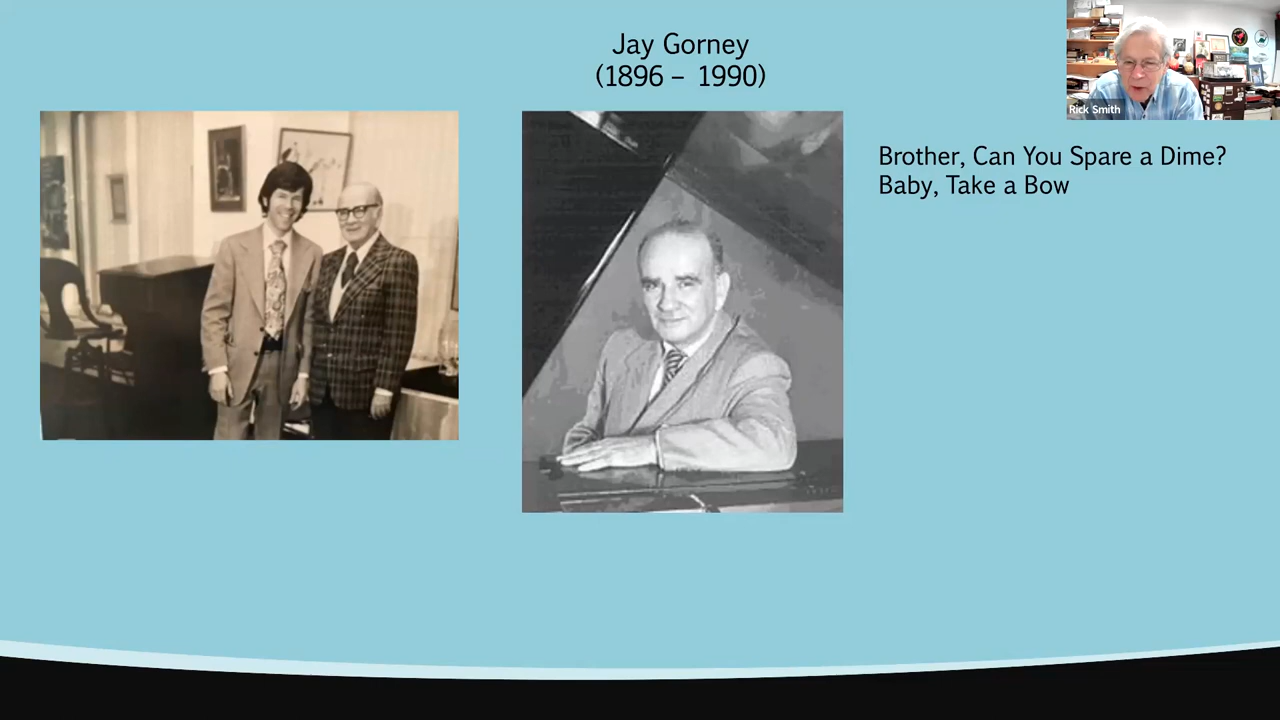 Jay Gorney
(1896 – 1990)
Rick Smith
Brother, Can You Spare a Dime?
Baby, Take a Bow